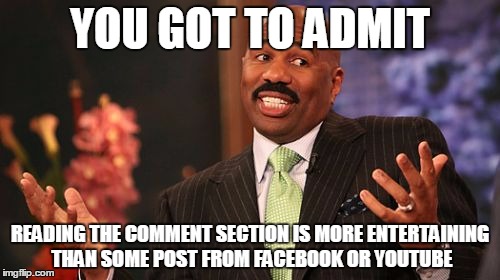 YOU GOT TO ADMIT
READING THE COMMENT SECTION IS MORE ENTERTAINING
THAN SOME POST FROM FACEBOOK OR YOUTUBE
imgflip.com